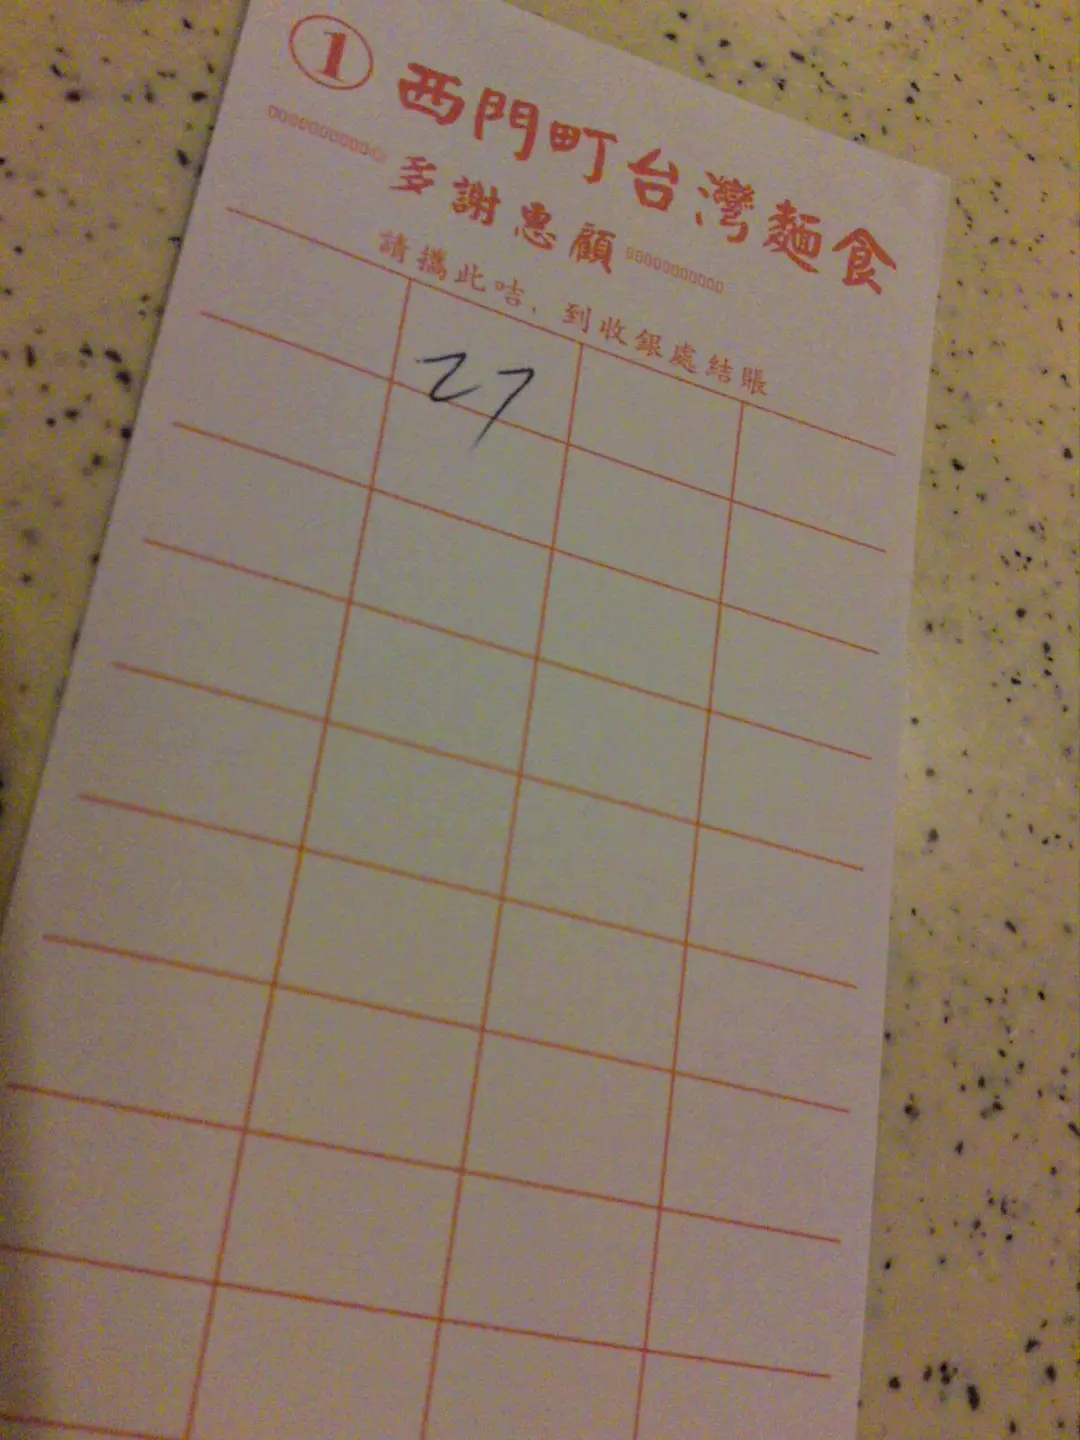 ① 西門町台灣麵食
多謝惠顧
請攜此咭，到收銀處結賬
27